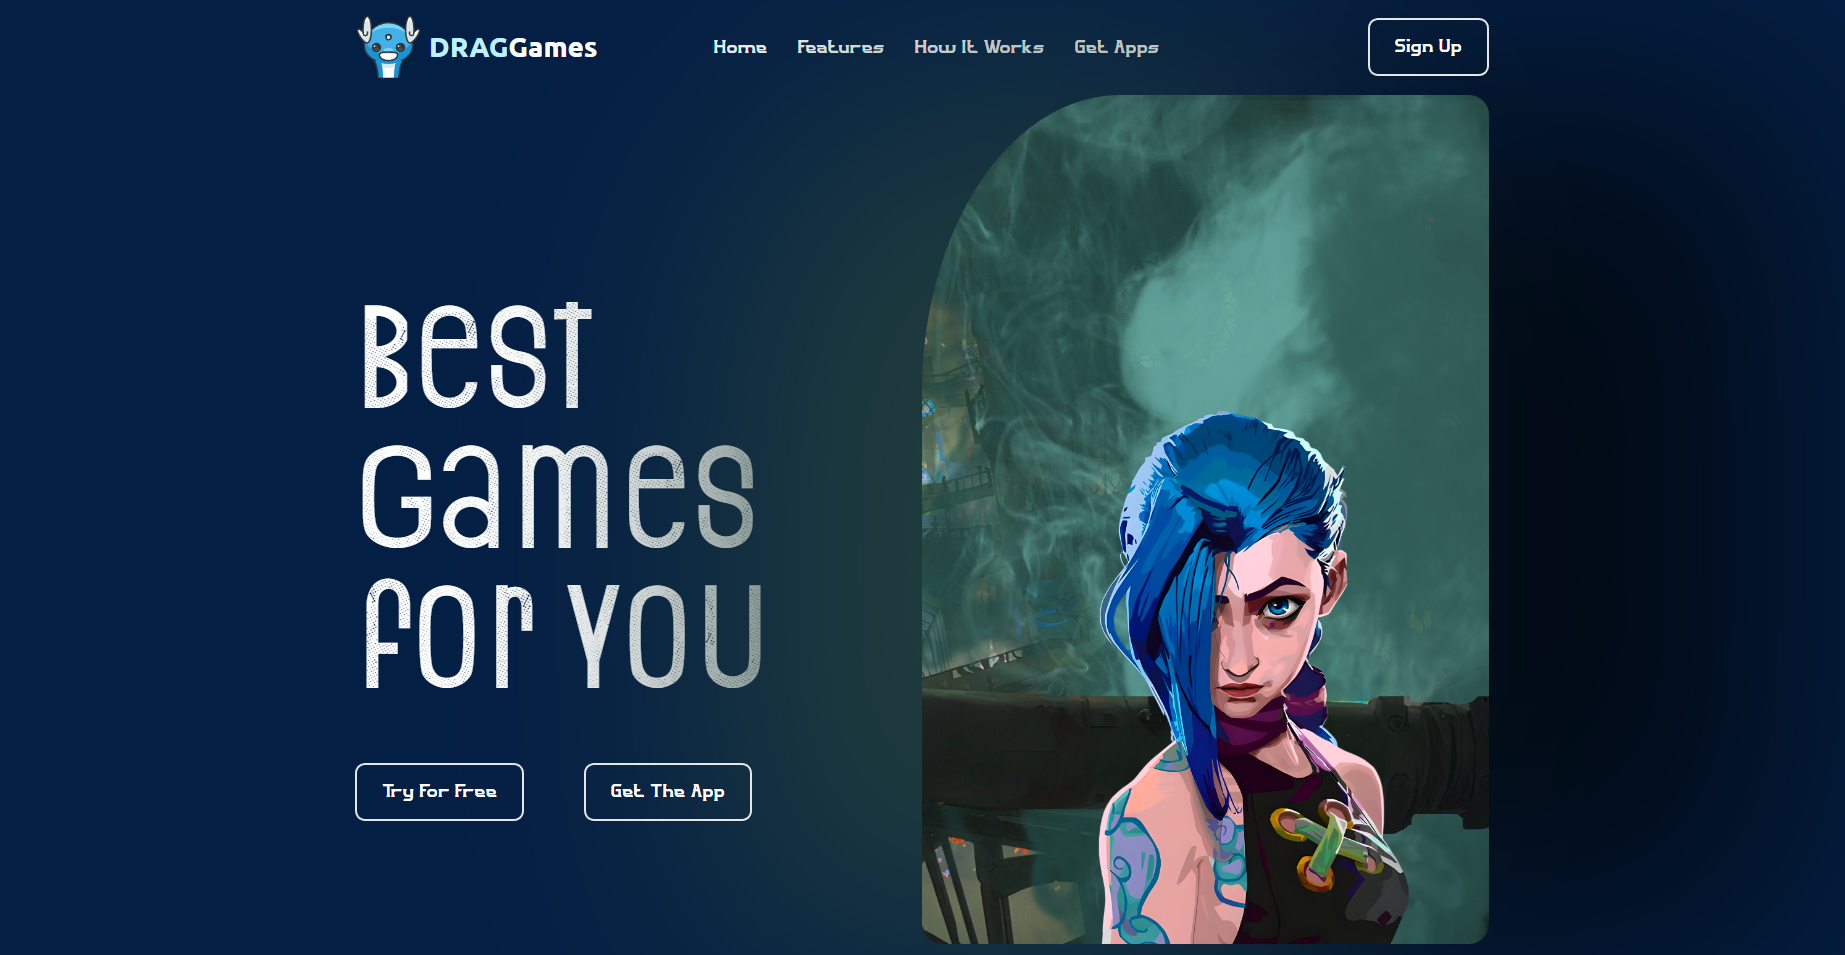 DRAGGames
Home Features How It Works Get Apps
Sign Up
Best
Games
for You
Try For Free
Get The App